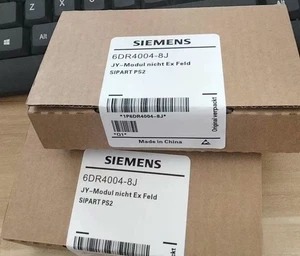 SIEMENS
6DR4004-8J
JY-Modul nicht Ex Feld
SIPART PS2
*1P6DR4004-8J*
*Q1*
Made in China
Original verpackt
SIEMENS
6DR4004-8J
JY-Modul nicht Ex Feld
SIPART PS2